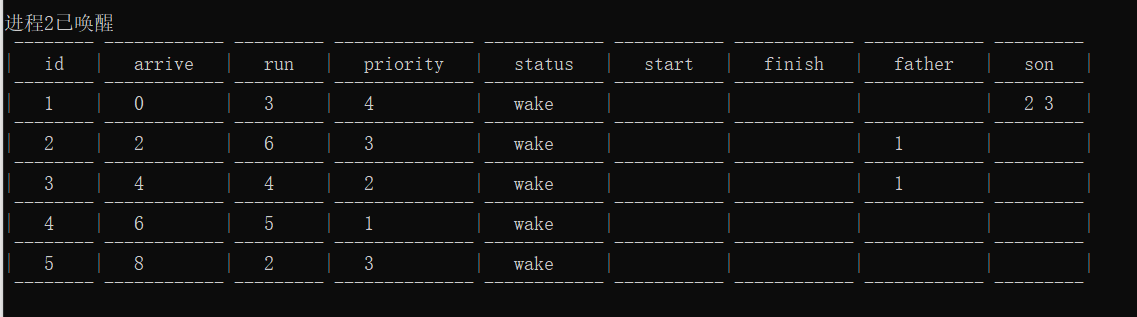 进程2已唤醒
id arrive run priority status start finish father son
1 0 3 4 wake 2 3
2 2 6 3 wake 1
3 4 4 2 wake 1
4 6 5 1 wake
5 8 2 3 wake